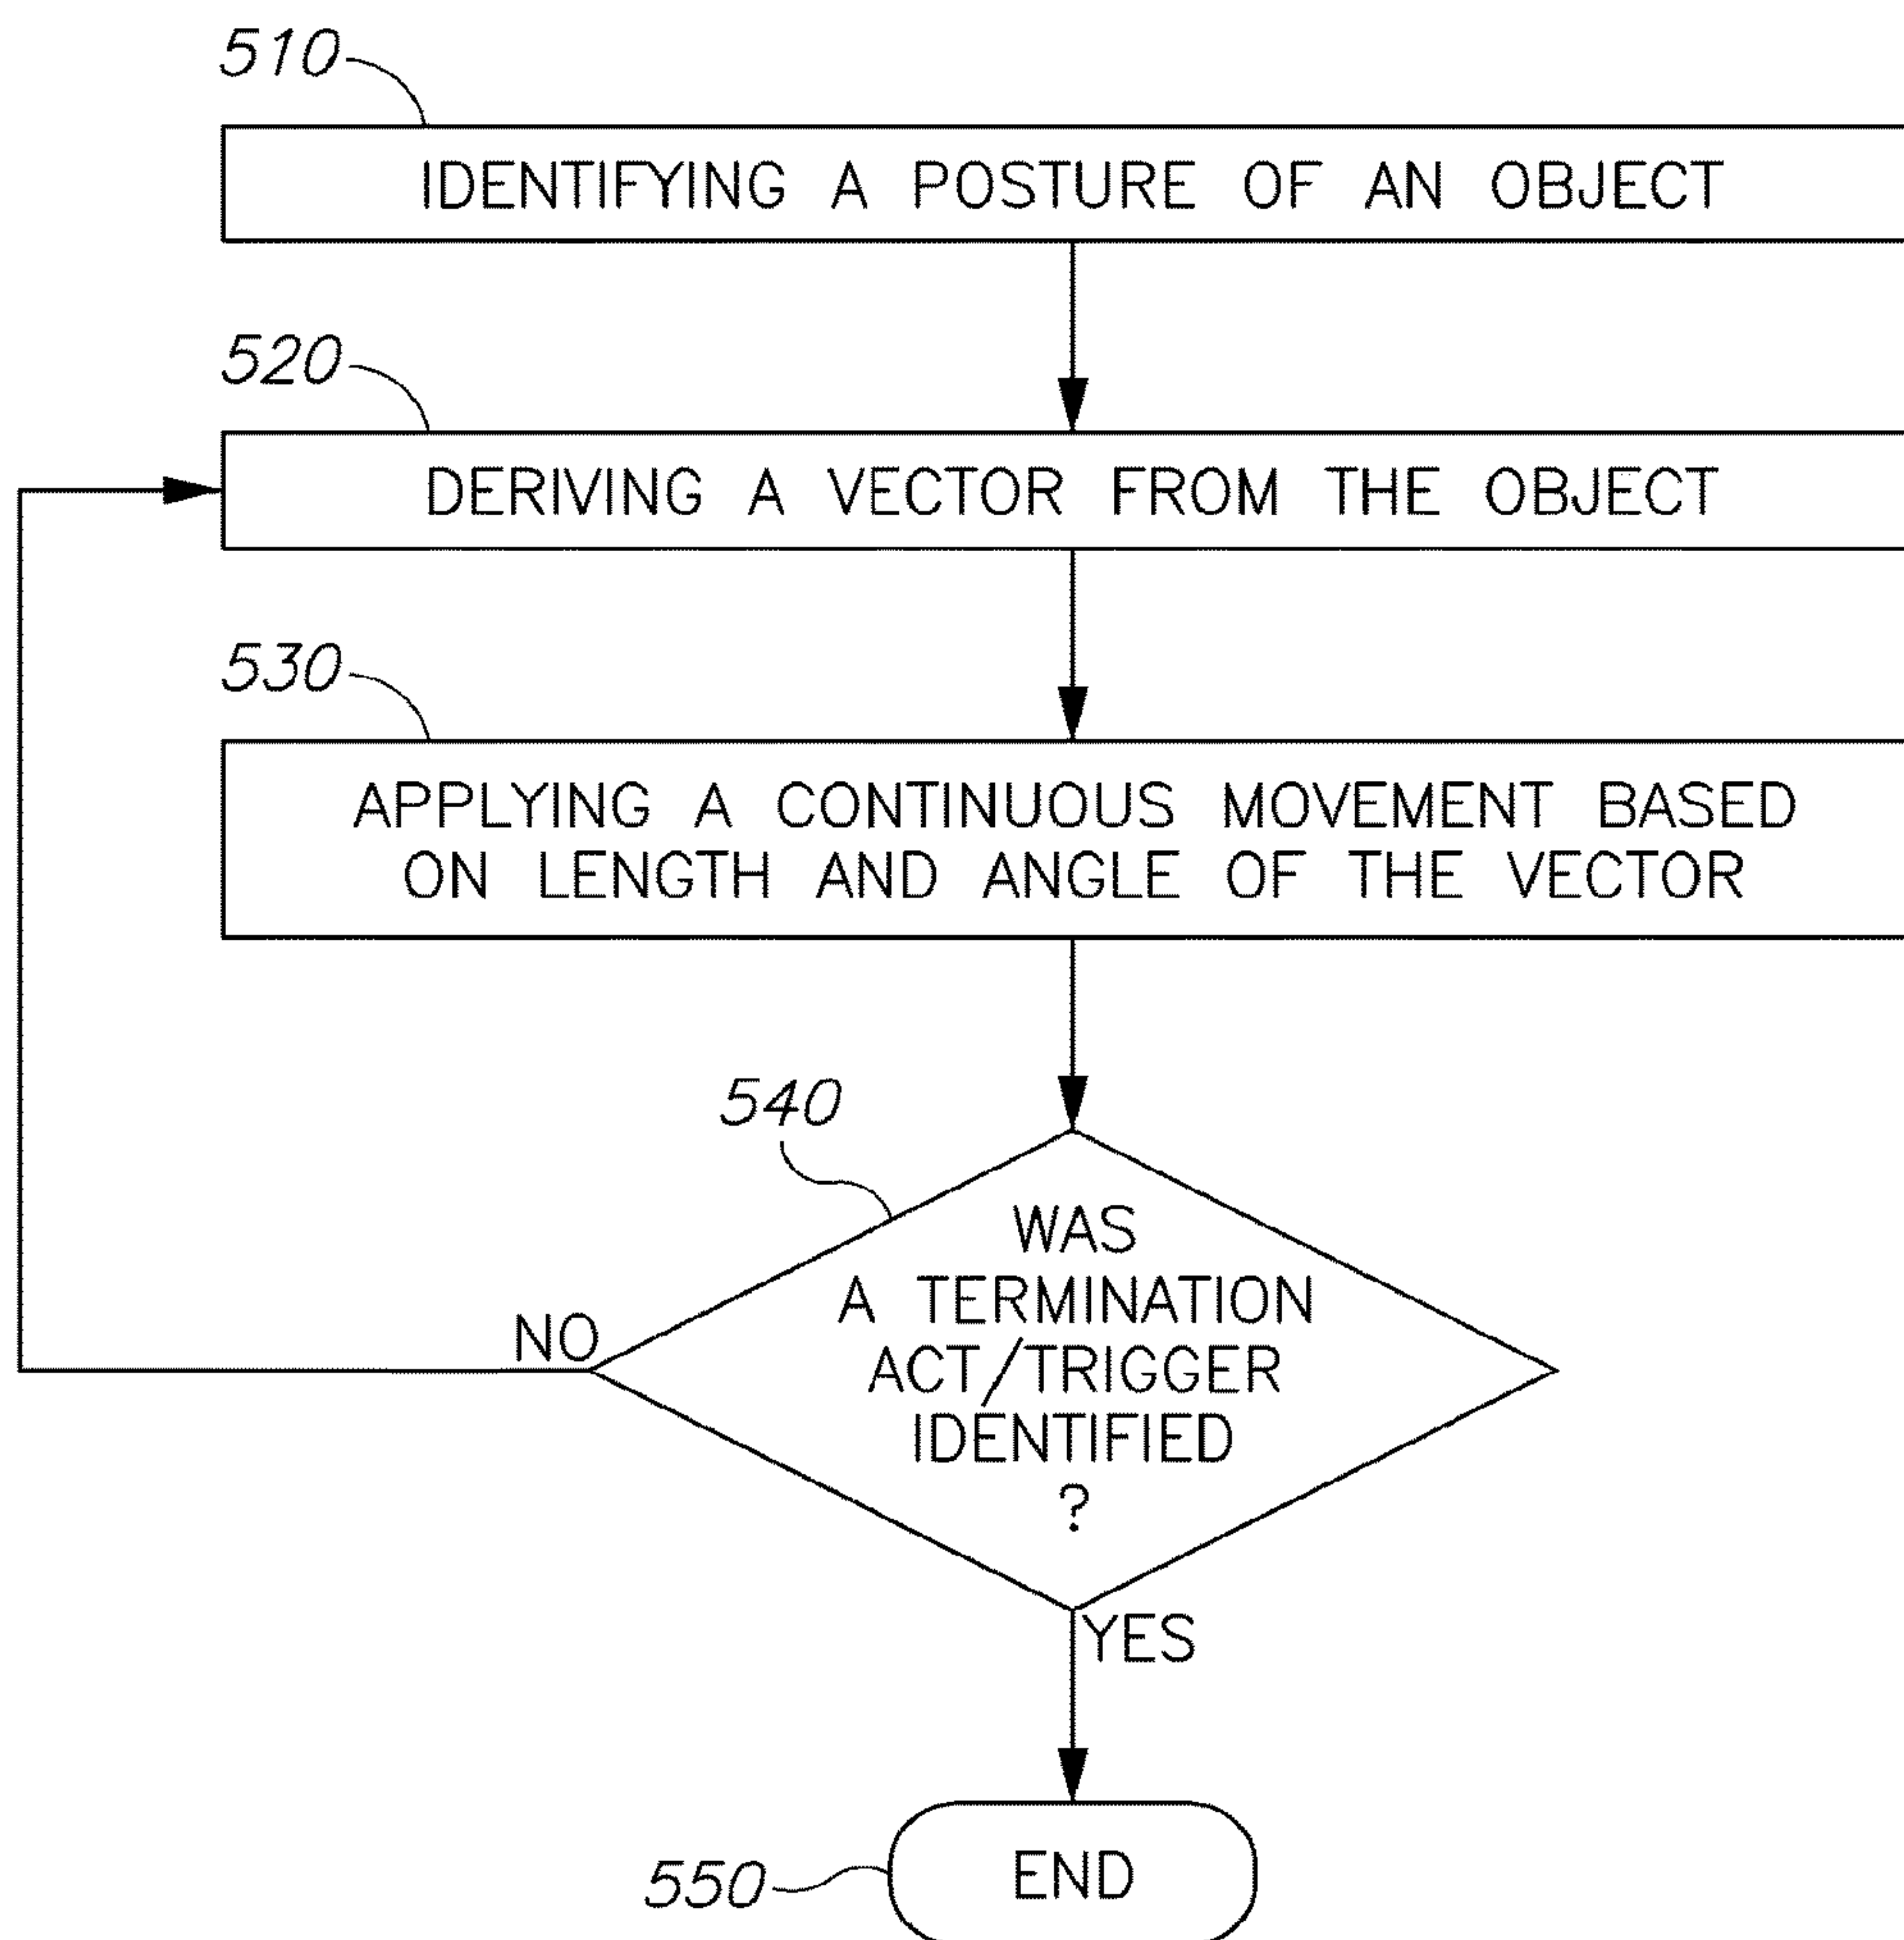 510
IDENTIFYING A POSTURE OF AN OBJECT
520
DERIVING A VECTOR FROM THE OBJECT
530
APPLYING A CONTINUOUS MOVEMENT BASED
ON LENGTH AND ANGLE OF THE VECTOR
540
WAS
A TERMINATION
ACT/TRIGGER
IDENTIFIED
?
NO
YES
550
END